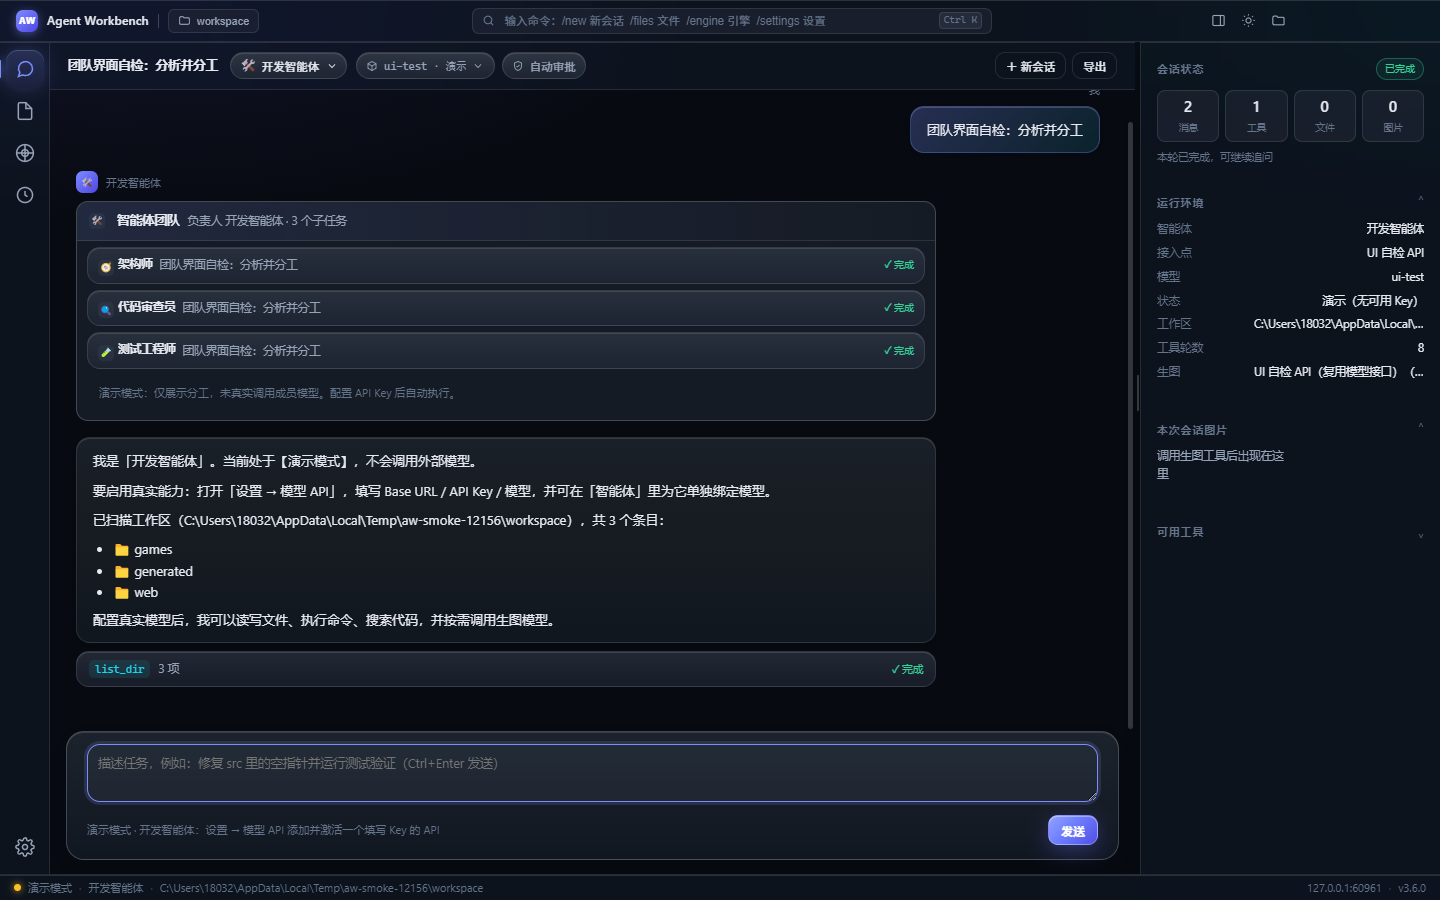 AW Agent Workbench workspace
输入命令：/new 新会话 /files 文件 /engine 引擎 /settings 设置 Ctrl K
团队界面自检：分析并分工 开发智能体 ui-test · 演示 自动审批 + 新会话 导出
我
团队界面自检：分析并分工
开发智能体
智能体团队 负责人 开发智能体 · 3 个子任务
架构师 团队界面自检：分析并分工 ✓ 完成
代码审查员 团队界面自检：分析并分工 ✓ 完成
测试工程师 团队界面自检：分析并分工 ✓ 完成
演示模式：仅展示分工，未真实调用成员模型。配置 API Key 后自动执行。
我是「开发智能体」。当前处于【演示模式】，不会调用外部模型。
要启用真实能力：打开「设置 → 模型 API」，填写 Base URL / API Key / 模型，并可在「智能体」里为它单独绑定模型。
已扫描工作区（C:\Users\18032\AppData\Local\Temp\aw-smoke-12156\workspace），共 3 个条目：
games
generated
web
配置真实模型后，我可以读写文件、执行命令、搜索代码，并按需调用生图模型。
list_dir 3 项 ✓ 完成
描述任务，例如：修复 src 里的空指针并运行测试验证（Ctrl+Enter 发送）
演示模式 · 开发智能体：设置 → 模型 API 添加并激活一个填写 Key 的 API
发送
会话状态 已完成
2 1 0 0
消息 工具 文件 图片
本轮已完成，可继续追问
运行环境
智能体 开发智能体
接入点 UI 自检 API
模型 ui-test
状态 演示（无可用 Key）
工作区 C:\Users\18032\AppData\Local\...
工具轮数 8
生图 UI 自检 API（复用模型接口）（...
本次会话图片
调用生图工具后出现在这
里
可用工具
演示模式 · 开发智能体 · C:\Users\18032\AppData\Local\Temp\aw-smoke-12156\workspace
127.0.0.1:60961 · v3.6.0